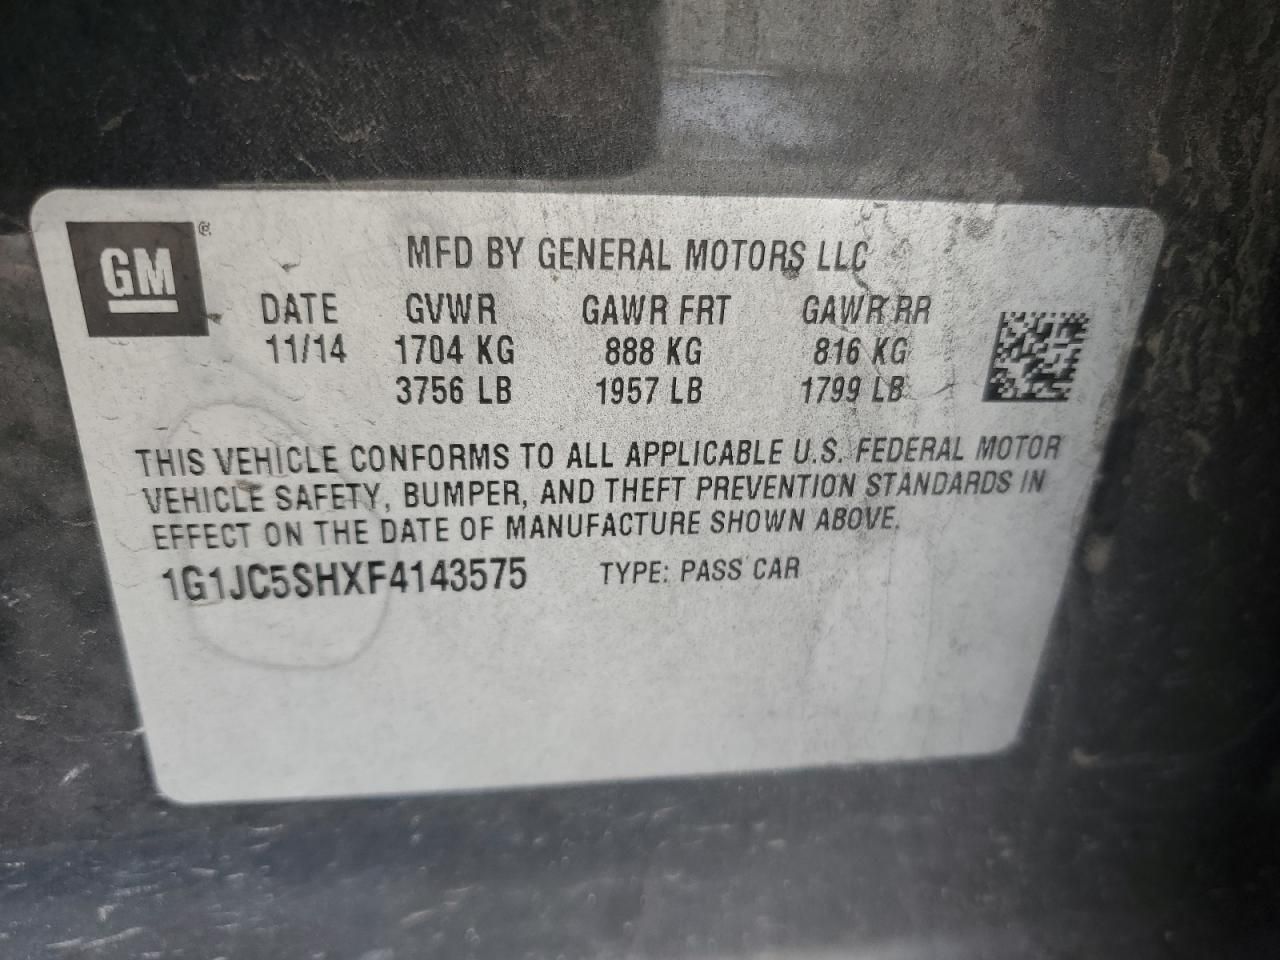 GM ®
MFD BY GENERAL MOTORS LLC
DATE GVWR GAWR FRT GAWR RR
11/14 1704 KG 888 KG 816 KG
3756 LB 1957 LB 1799 LB
THIS VEHICLE CONFORMS TO ALL APPLICABLE U.S. FEDERAL MOTOR
VEHICLE SAFETY, BUMPER, AND THEFT PREVENTION STANDARDS IN
EFFECT ON THE DATE OF MANUFACTURE SHOWN ABOVE.
1G1JC5SHXF4143575 TYPE: PASS CAR